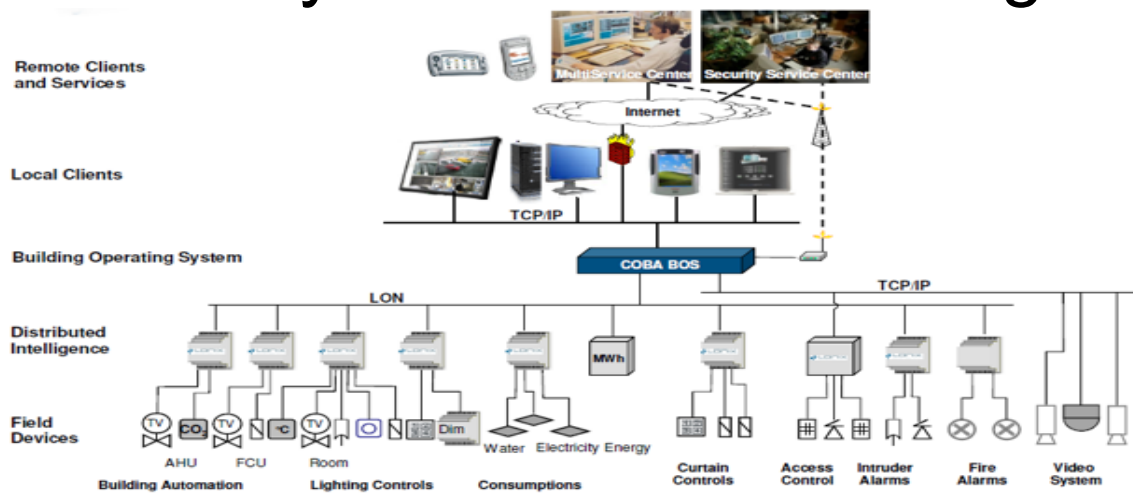 Remote Clients
and Services
MultiService Center
Security Service Center
Internet
Local Clients
TCP/IP
Building Operating System
COBA BOS
TCP/IP
LON
Distributed
Intelligence
MWh
Field
Devices
TV
CO2
TV
°C
TV
Dim
Water
Electricity
Energy
AHU
FCU
Room
Building Automation
Lighting Controls
Consumptions
Curtain
Controls
Access
Control
Intruder
Alarms
Fire
Alarms
Video
System